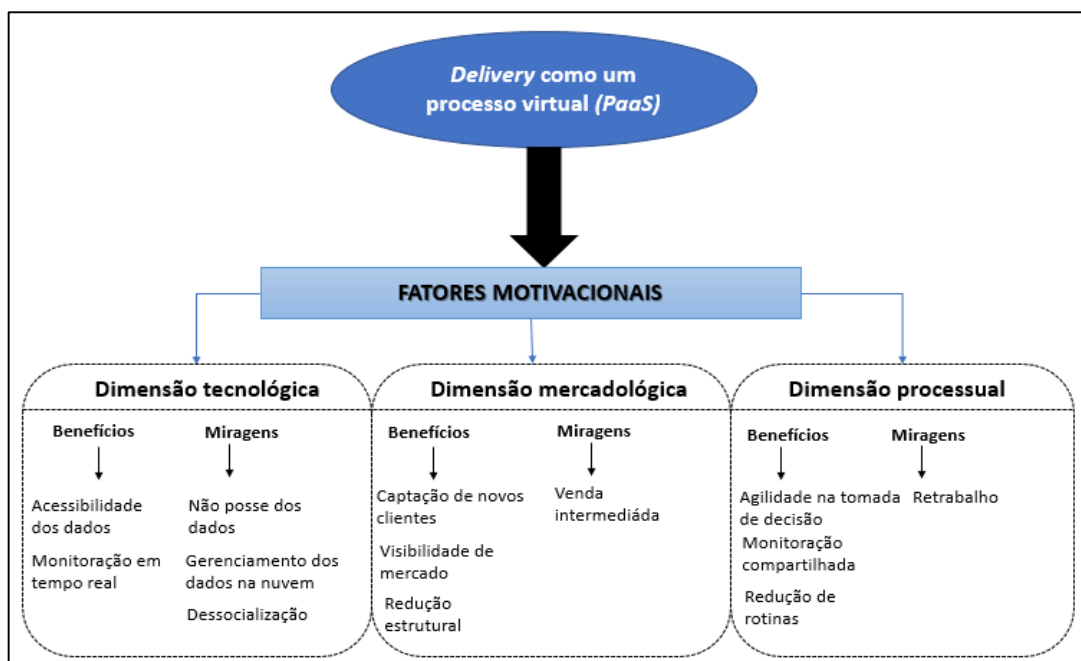 Delivery como um
processo virtual (PaaS)
FATORES MOTIVACIONAIS
Dimensão tecnológica
Benefícios
Miragens
Acessibilidade
dos dados
Monitoração em
tempo real
Não posse dos
dados
Gerenciamento dos
dados na nuvem
Dessocialização
Dimensão mercadológica
Benefícios
Miragens
Captação de novos
clientes
Visibilidade de
mercado
Redução
estrutural
Venda
intermediáda
Dimensão processual
Benefícios
Miragens
Agilidade na tomada
de decisão
Monitoração
compartilhada
Redução de
rotinas
Retrabalho